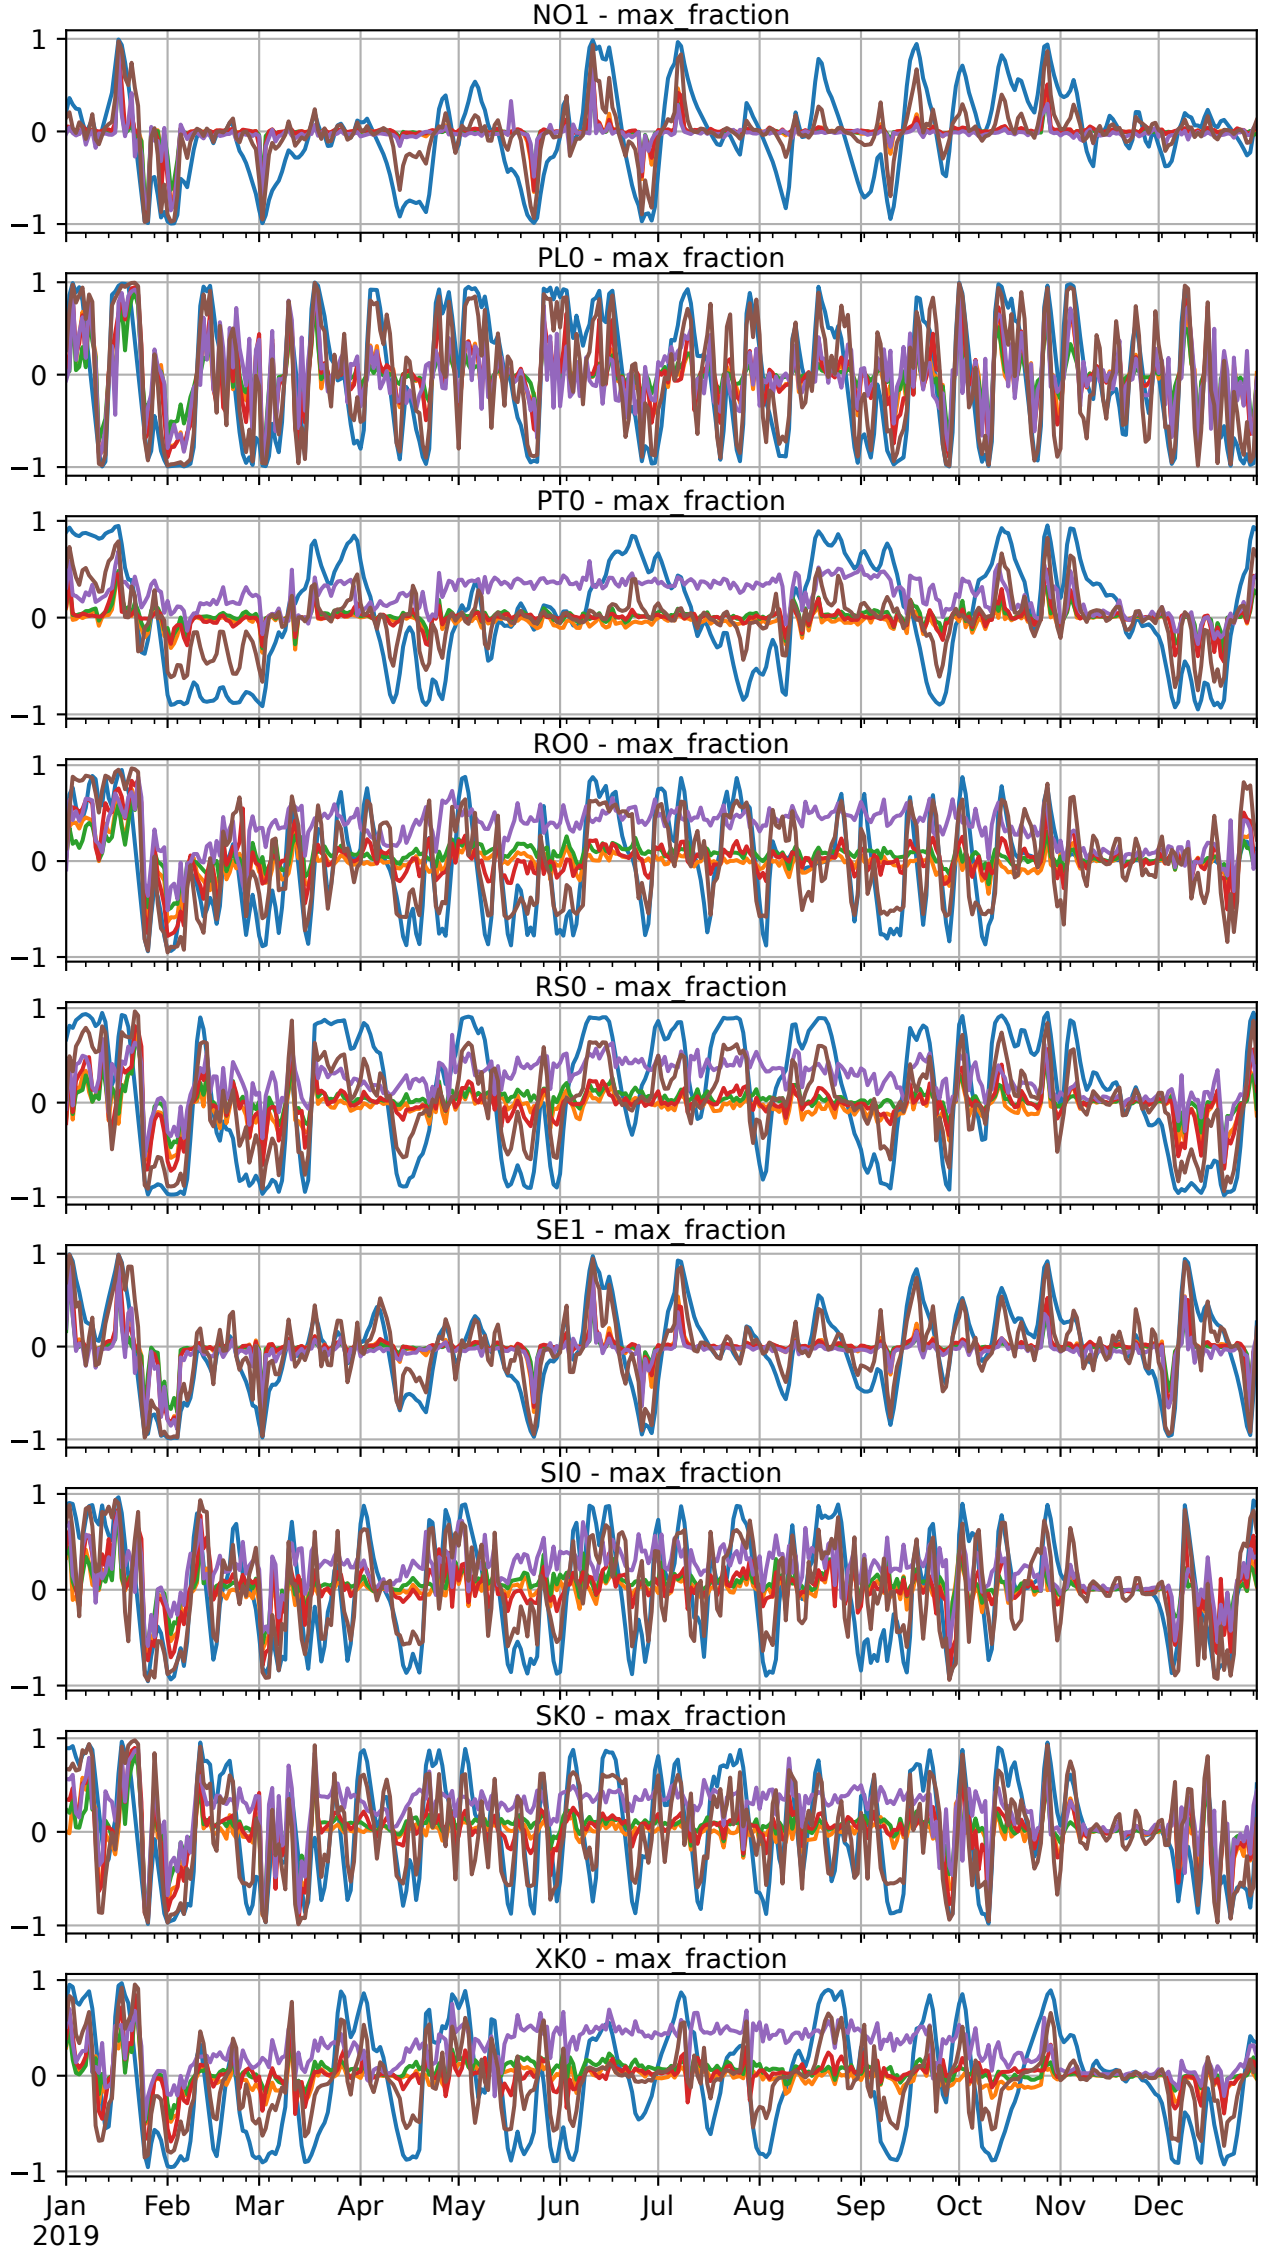 NO1 - max_fraction
1
0
−1
PL0 - max_fraction
1
0
−1
PT0 - max_fraction
1
0
−1
RO0 - max_fraction
1
0
−1
RS0 - max_fraction
1
0
−1
SE1 - max_fraction
1
0
−1
SI0 - max_fraction
1
0
−1
SK0 - max_fraction
1
0
−1
XK0 - max_fraction
1
0
−1
Jan Feb Mar Apr May Jun Jul Aug Sep Oct Nov Dec
2019